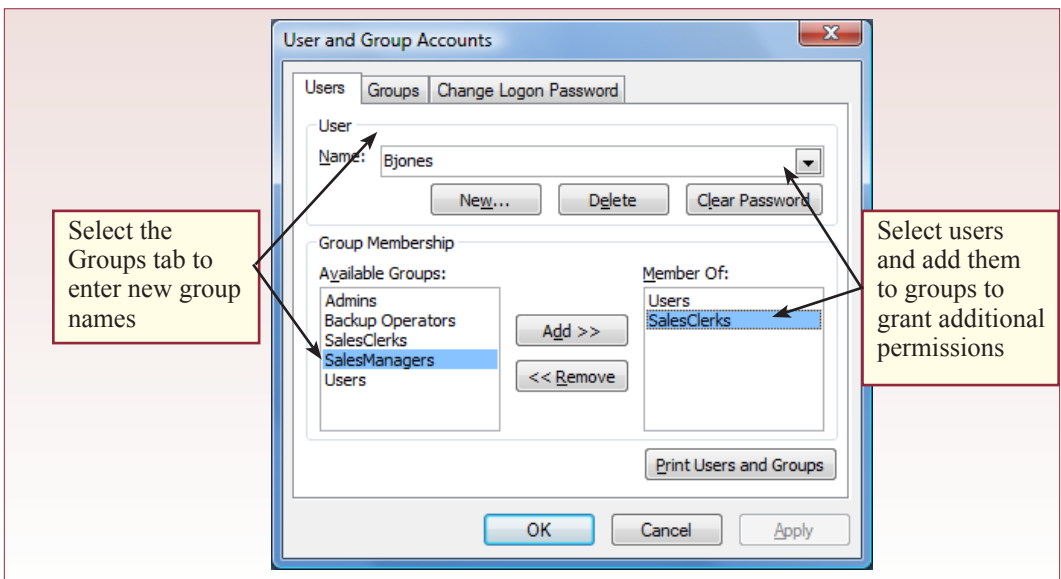 User and Group Accounts
Users Groups Change Logon Password
User
Name: Bjones
New... Delete Clear Password
Select the
Groups tab to
enter new group
names
Group Membership
Available Groups:
Admins
Backup Operators
SalesClerks
SalesManagers
Users
Add >>
<< Remove
Member Of:
Users
SalesClerks
Select users
and add them
to groups to
grant additional
permissions
Print Users and Groups
OK Cancel Apply